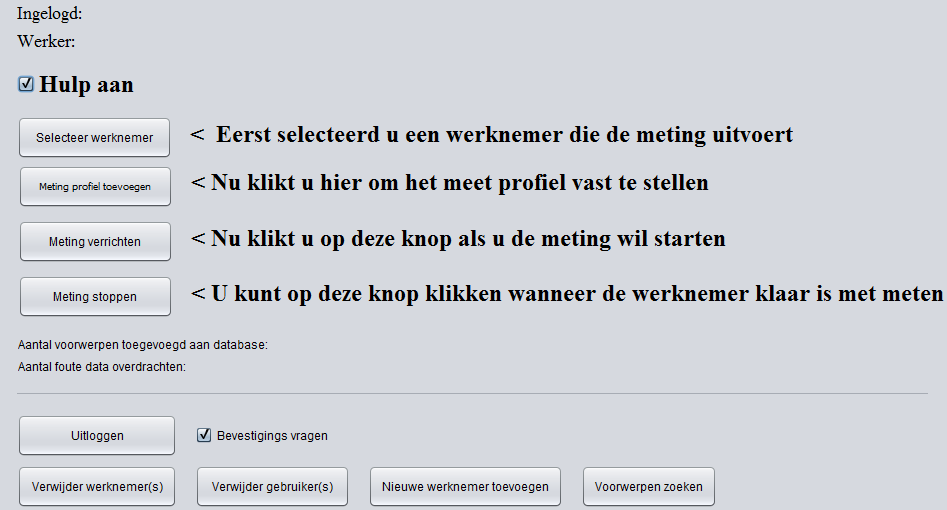 Ingelogd:
Werker:
Hulp aan
Selecteer werknemer < Eerst selecteerd u een werknemer die de meting uitvoert
Meting profiel toevoegen < Nu klikt u hier om het meet profiel vast te stellen
Meting verrichten < Nu klikt u op deze knop als u de meting wil starten
Meting stoppen < U kunt op deze knop klikken wanneer de werknemer klaar is met meten
Aantal voorwerpen toegevoegd aan database:
Aantal foute data overdrachten:
Uitloggen Bevestigings vragen
Verwijder werknemer(s) Verwijder gebruiker(s) Nieuwe werknemer toevoegen Voorwerpen zoeken